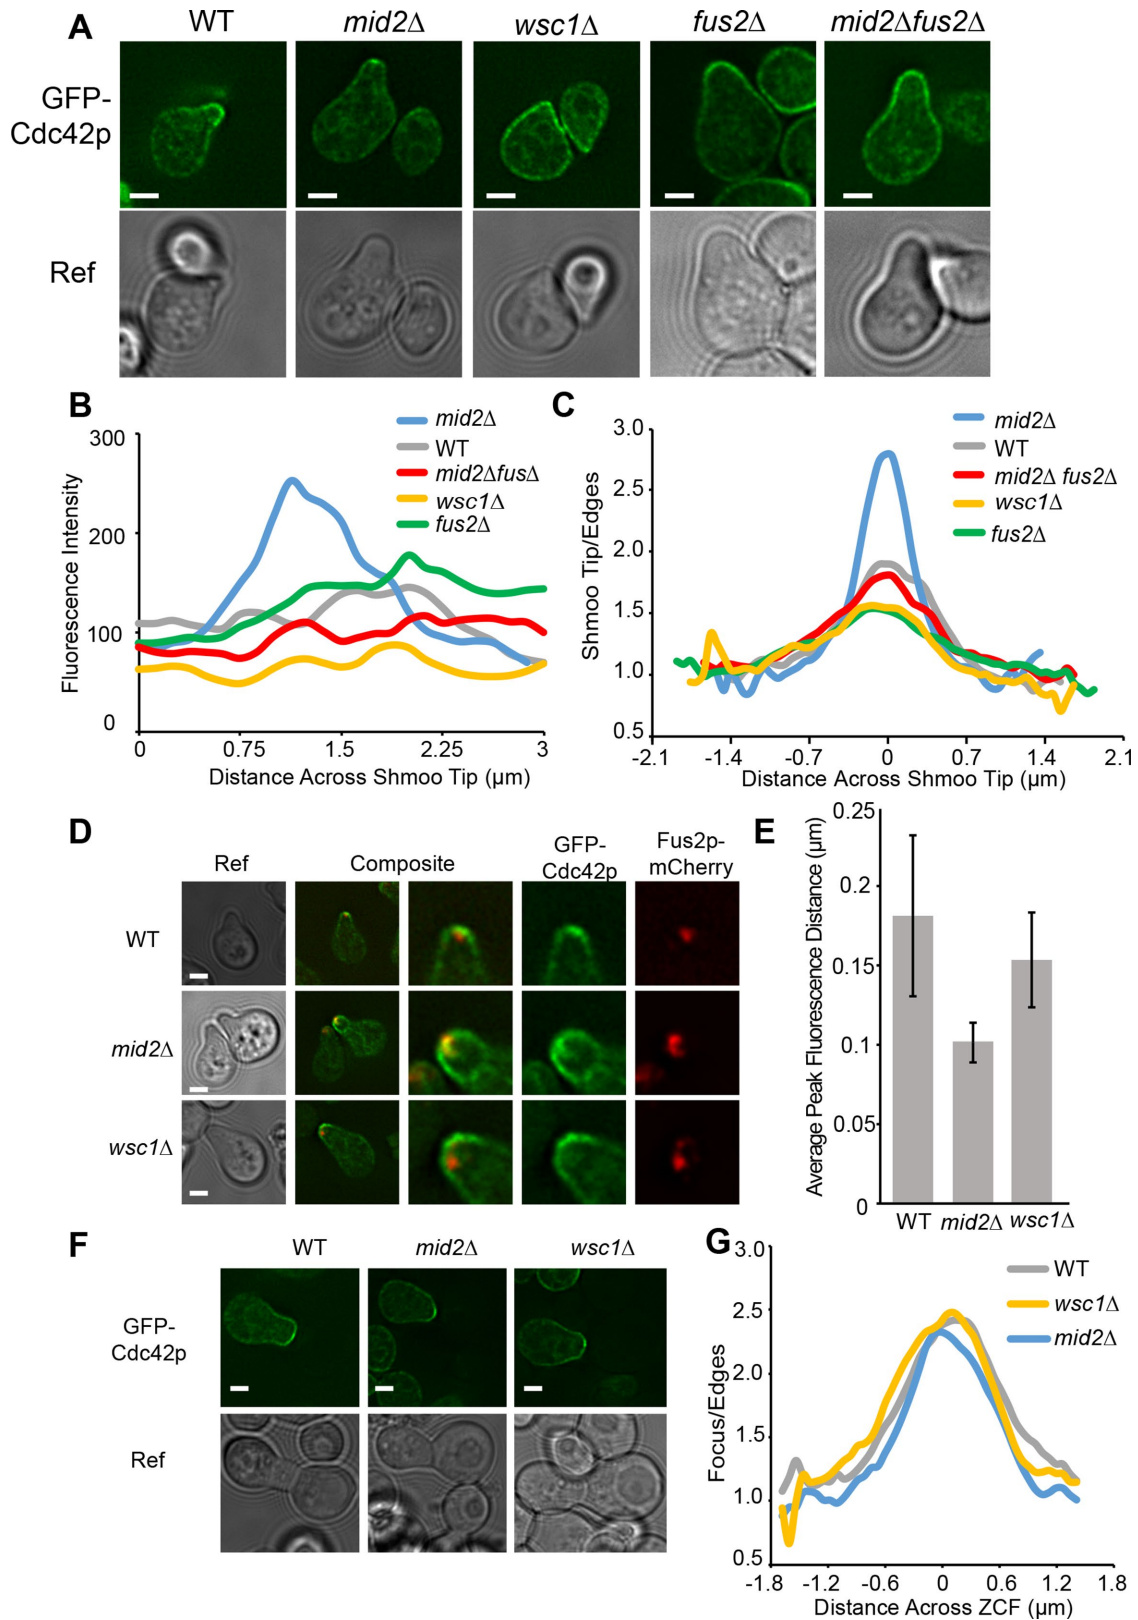 A
WT
mid2Δ
wsc1Δ
fus2Δ
mid2Δfus2Δ
GFP-
Cdc42p
Ref
B
300
200
100
0
Fluorescence Intensity
mid2Δ
WT
mid2ΔfusΔ
wsc1Δ
fus2Δ
0
0.75
1.5
2.25
3
Distance Across Shmoo Tip (µm)
C
3.0
2.5
2.0
1.5
1.0
0.5
Shmoo Tip/Edges
mid2Δ
WT
mid2Δ fus2Δ
wsc1Δ
fus2Δ
-2.1
-1.4
-0.7
0
0.7
1.4
2.1
Distance Across Shmoo Tip (µm)
D
Ref
Composite
GFP-
Cdc42p
Fus2p-
mCherry
WT
mid2Δ
wsc1Δ
E
0.25
0.2
0.15
0.1
0.05
0
Average Peak Fluorescence Distance (µm)
WT
mid2Δ
wsc1Δ
F
WT
mid2Δ
wsc1Δ
GFP-
Cdc42p
Ref
G
3.0
2.5
2.0
1.5
1.0
0.5
Focus/Edges
WT
wsc1Δ
mid2Δ
-1.8
-1.2
-0.6
0
0.6
1.2
1.8
Distance Across ZCF (µm)